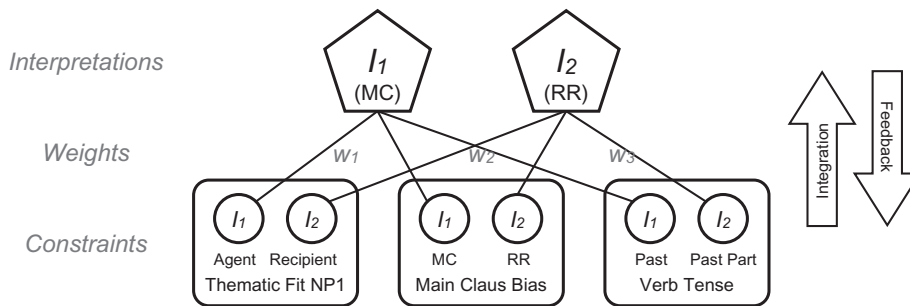 Interpretations
I1 I2
(MC) (RR)
Weights
w1 w2 w3
Integration
Feedback
Constraints
I1 I2 I1 I2 I1 I2
Agent Recipient MC RR Past Past Part
Thematic Fit NP1 Main Claus Bias Verb Tense